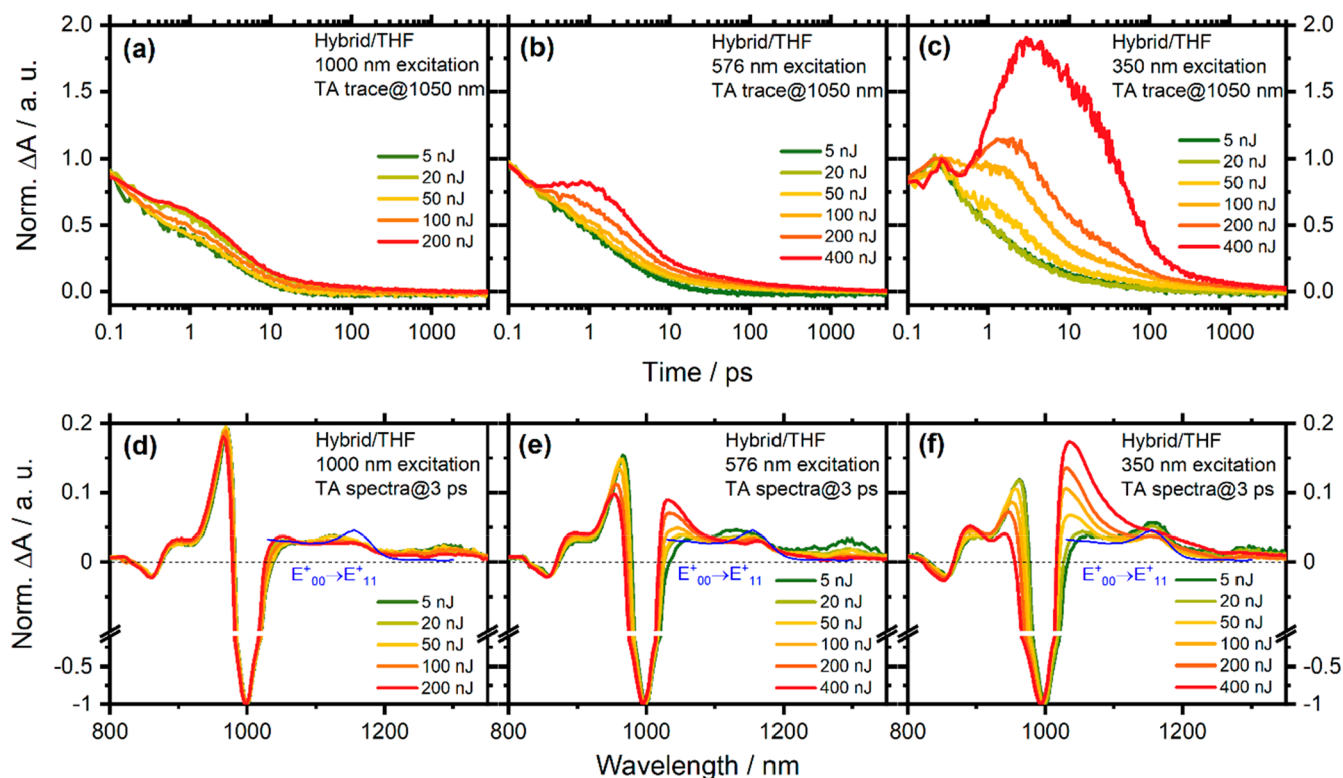 (a)
Hybrid/THF
1000 nm excitation
TA trace@1050 nm
5 nJ
20 nJ
50 nJ
100 nJ
200 nJ
2.0
1.5
1.0
0.5
0.0
Norm. ΔA / a. u.
0.1 1 10 100 1000
(b)
Hybrid/THF
576 nm excitation
TA trace@1050 nm
5 nJ
20 nJ
50 nJ
100 nJ
200 nJ
400 nJ
0.1 1 10 100 1000
(c)
Hybrid/THF
350 nm excitation
TA trace@1050 nm
5 nJ
20 nJ
50 nJ
100 nJ
200 nJ
400 nJ
2.0
1.5
1.0
0.5
0.0
0.1 1 10 100 1000
Time / ps
(d)
Hybrid/THF
1000 nm excitation
TA spectra@3 ps
E⁺₀₀→E⁺₁₁
5 nJ
20 nJ
50 nJ
100 nJ
200 nJ
0.2
0.1
0
-0.5
-1
Norm. ΔA / a. u.
800 1000 1200
(e)
Hybrid/THF
576 nm excitation
TA spectra@3 ps
E⁺₀₀→E⁺₁₁
5 nJ
20 nJ
50 nJ
100 nJ
200 nJ
400 nJ
800 1000 1200
(f)
Hybrid/THF
350 nm excitation
TA spectra@3 ps
E⁺₀₀→E⁺₁₁
5 nJ
20 nJ
50 nJ
100 nJ
200 nJ
400 nJ
0.2
0.1
0
-0.5
-1
800 1000 1200
Wavelength / nm